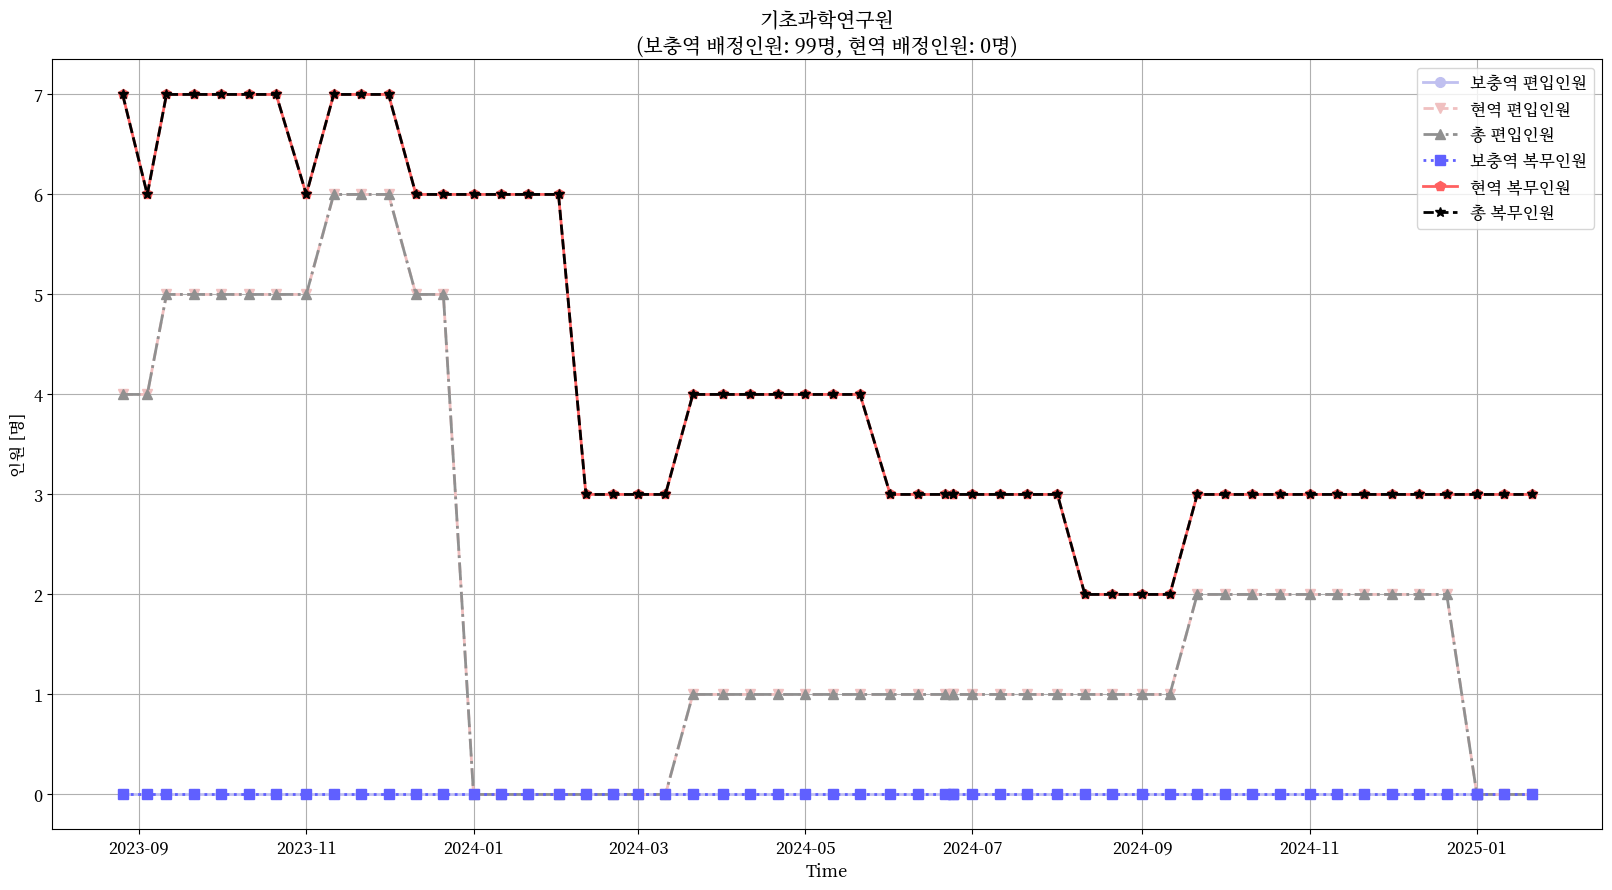 기초과학연구원
(보충역 배정인원: 99명, 현역 배정인원: 0명)
보충역 편입인원
현역 편입인원
총 편입인원
보충역 복무인원
현역 복무인원
총 복무인원
인원 [명]
7
6
5
4
3
2
1
0
2023-09 2023-11 2024-01 2024-03 2024-05 2024-07 2024-09 2024-11 2025-01
Time